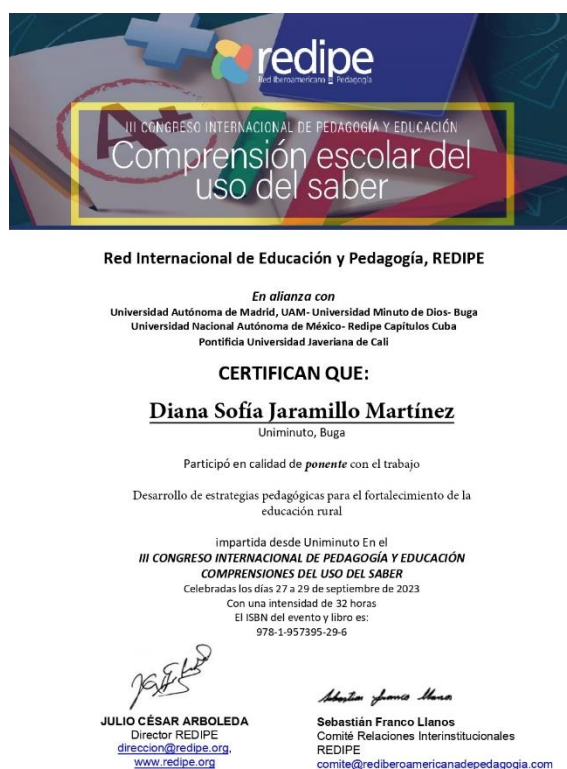 redipe
Red Iberoamericana de Pedagogía
A+
III CONGRESO INTERNACIONAL DE PEDAGOGÍA Y EDUCACIÓN
Comprensión escolar del
uso del saber
Red Internacional de Educación y Pedagogía, REDIPE
En alianza con
Universidad Autónoma de Madrid, UAM- Universidad Minuto de Dios- Buga
Universidad Nacional Autónoma de México- Redipe Capítulos Cuba
Pontificia Universidad Javeriana de Cali
CERTIFICAN QUE:
Diana Sofía Jaramillo Martínez
Uniminuto, Buga
Participó en calidad de ponente con el trabajo
Desarrollo de estrategias pedagógicas para el fortalecimiento de la
educación rural
impartida desde Uniminuto En el
III CONGRESO INTERNACIONAL DE PEDAGOGÍA Y EDUCACIÓN
COMPRENSIONES DEL USO DEL SABER
Celebradas los días 27 a 29 de septiembre de 2023
Con una intensidad de 32 horas
El ISBN del evento y libro es:
978-1-957395-29-6
Sebastian Franco Llanos
JULIO CÉSAR ARBOLEDA
Director REDIPE
direccion@redipe.org,
www.redipe.org
Sebastián Franco Llanos
Comité Relaciones Interinstitucionales
REDIPE
comite@rediberoamericanadepedagogia.com